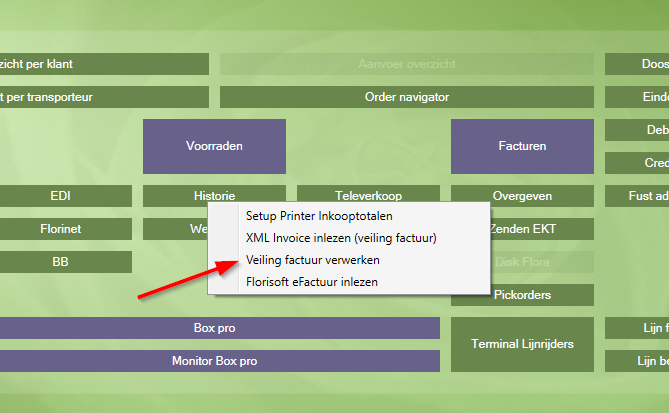 zicht per klant
Aanvoer overzicht
Doos
t per transporteur
Order navigator
Einde
Voorraden
Facturen
Deb
Cred
EDI
Historie
Televerkoop
Overgeven
Fust ad
Setup Printer Inkooptotalen
Florinet
We
Zenden EKT
XML Invoice inlezen (veiling factuur)
BB
Veiling factuur verwerken
Disk Flora
Florisoft eFactuur inlezen
Pickorders
Box pro
Terminal Lijnrijders
Lijn f
Monitor Box pro
Lijn be